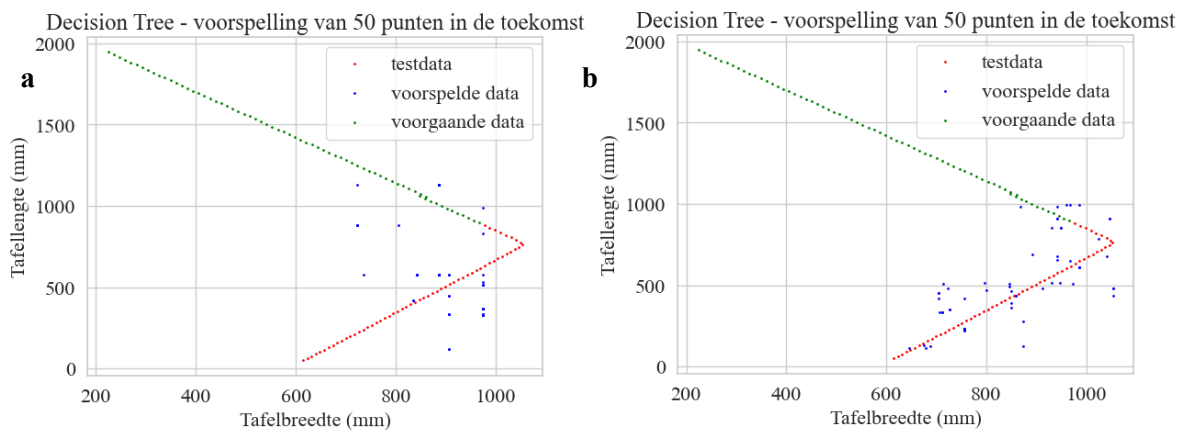 Decision Tree - voorspelling van 50 punten in de toekomst
a
testdata
voorspelde data
voorgaande data
2000
1500
1000
500
0
Tafellengte (mm)
200 400 600 800 1000
Tafelbreedte (mm)
Decision Tree - voorspelling van 50 punten in de toekomst
b
testdata
voorspelde data
voorgaande data
2000
1500
1000
500
0
Tafellengte (mm)
200 400 600 800 1000
Tafelbreedte (mm)